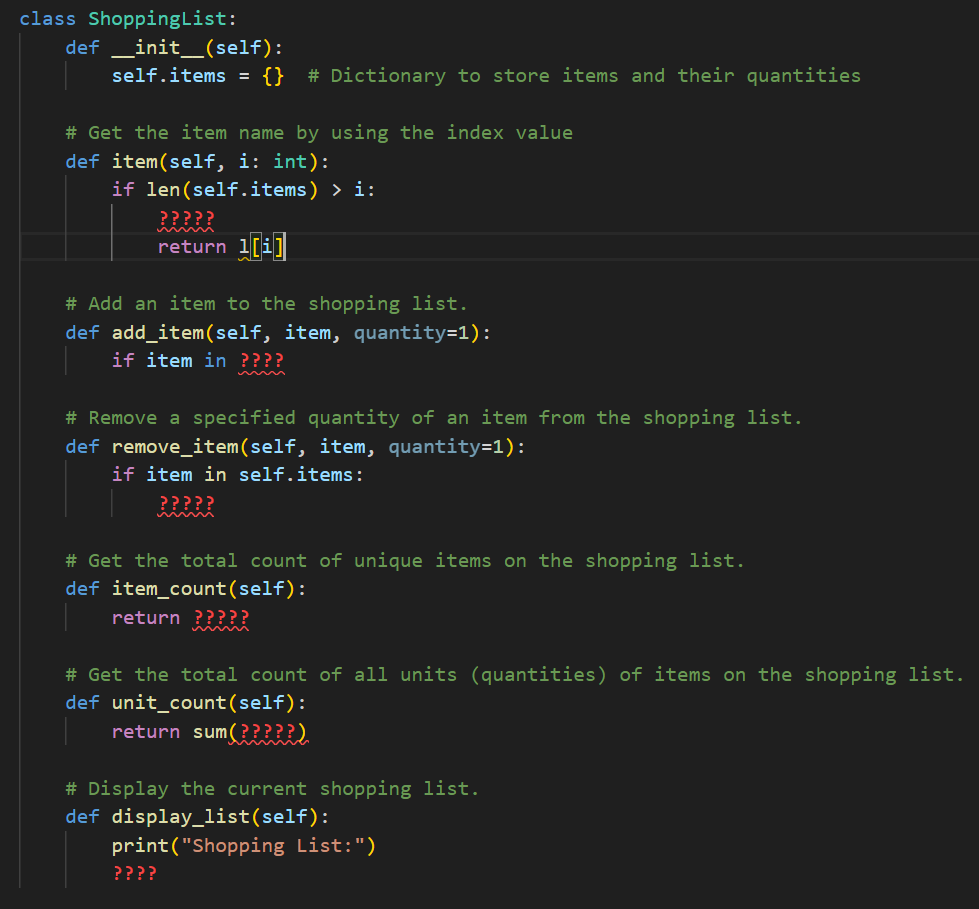 class ShoppingList:
    def __init__(self):
        self.items = {}  # Dictionary to store items and their quantities

    # Get the item name by using the index value
    def item(self, i: int):
        if len(self.items) > i:
            ?????
            return l[i]

    # Add an item to the shopping list.
    def add_item(self, item, quantity=1):
        if item in ????

    # Remove a specified quantity of an item from the shopping list.
    def remove_item(self, item, quantity=1):
        if item in self.items:
            ?????

    # Get the total count of unique items on the shopping list.
    def item_count(self):
        return ?????

    # Get the total count of all units (quantities) of items on the shopping list.
    def unit_count(self):
        return sum(?????)

    # Display the current shopping list.
    def display_list(self):
        print("Shopping List:")
        ????